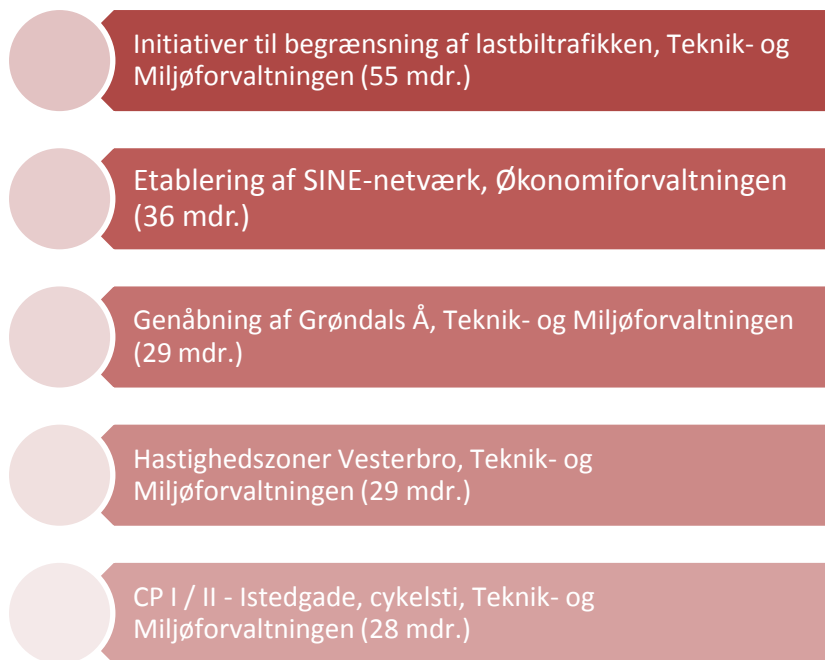 Initiativer til begrænsning af lastbiltrafikken, Teknik- og
Miljøforvaltningen (55 mdr.)
Etablering af SINE-netværk, Økonomiforvaltningen
(36 mdr.)
Genåbning af Grøndals Å, Teknik- og Miljøforvaltningen
(29 mdr.)
Hastighedszoner Vesterbro, Teknik- og
Miljøforvaltningen (29 mdr.)
CP I / II - Istedgade, cykelsti, Teknik- og
Miljøforvaltningen (28 mdr.)